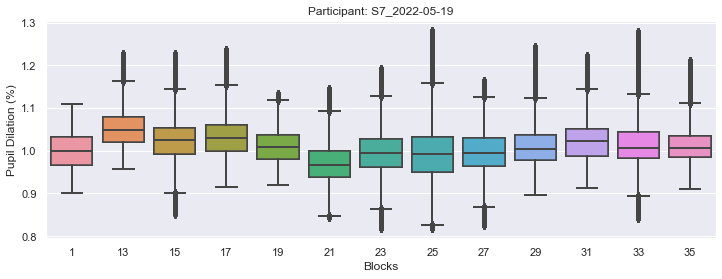 Participant: S7_2022-05-19
Pupil Dilation (%)
1.3
1.2
1.1
1.0
0.9
0.8
1 13 15 17 19 21 23 25 27 29 31 33 35
Blocks